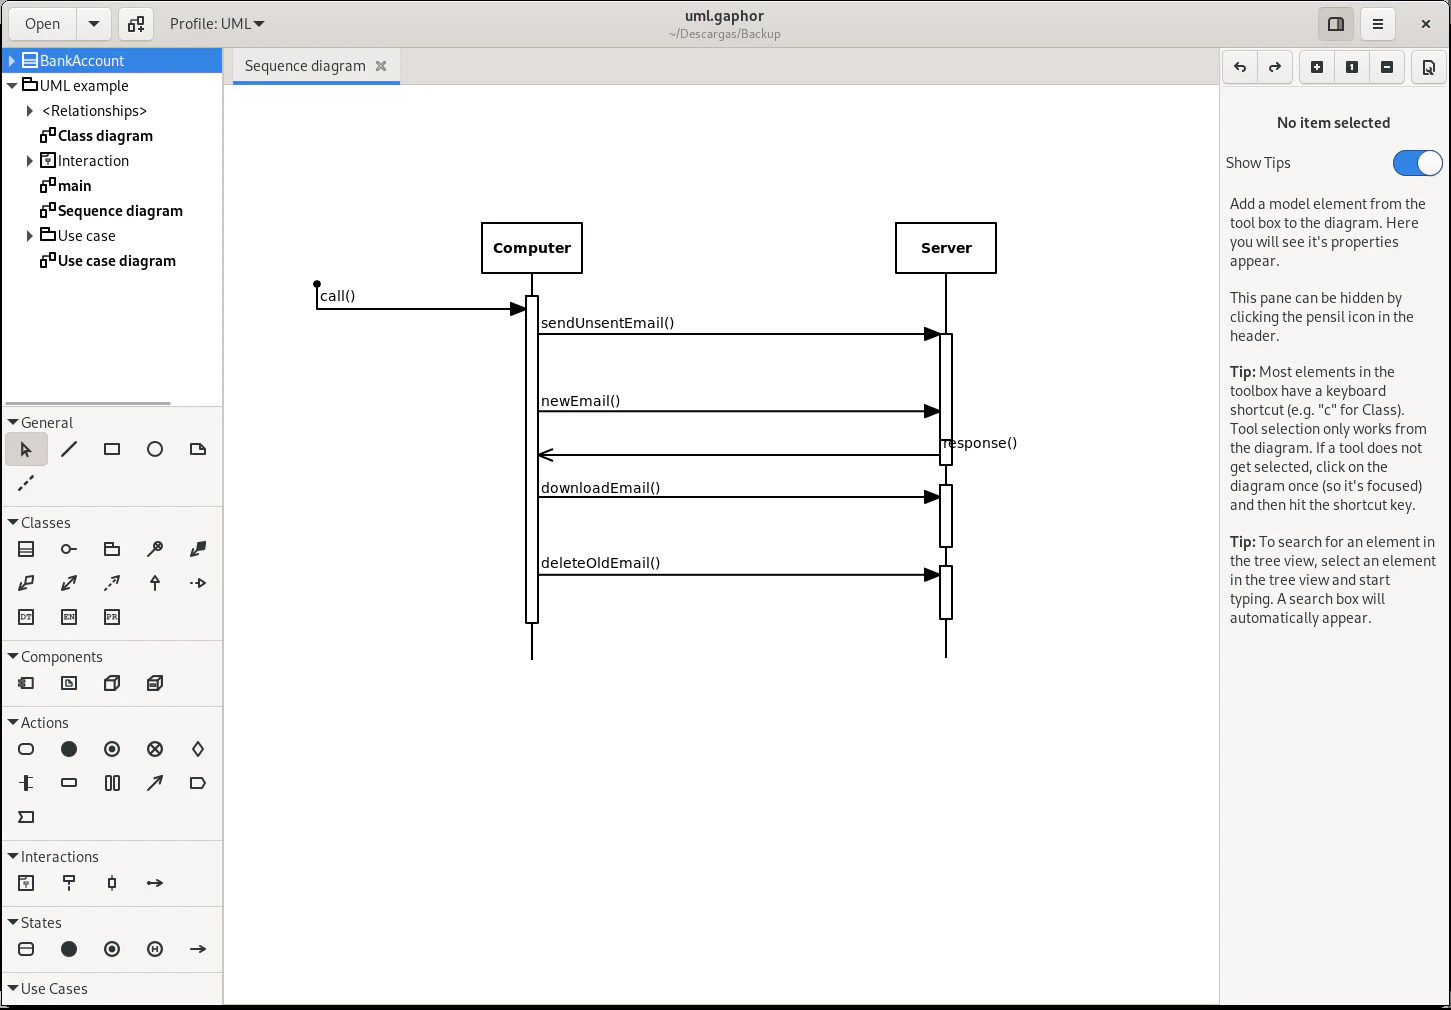 Open
Profile: UML
uml.gaphor
~/Descargas/Backup
BankAccount
UML example
<Relationships>
Class diagram
Interaction
main
Sequence diagram
Use case
Use case diagram
General
Classes
DT
EN
PR
Components
Actions
Interactions
States
H
Use Cases
Sequence diagram
Computer
Server
call()
sendUnsentEmail()
newEmail()
response()
downloadEmail()
deleteOldEmail()
1
No item selected
Show Tips
Add a model element from the
tool box to the diagram. Here
you will see it's properties
appear.
This pane can be hidden by
clicking the pensil icon in the
header.
Tip: Most elements in the
toolbox have a keyboard
shortcut (e.g. "c" for Class).
Tool selection only works from
the diagram. If a tool does not
get selected, click on the
diagram once (so it's focused)
and then hit the shortcut key.
Tip: To search for an element in
the tree view, select an element
in the tree view and start
typing. A search box will
automatically appear.